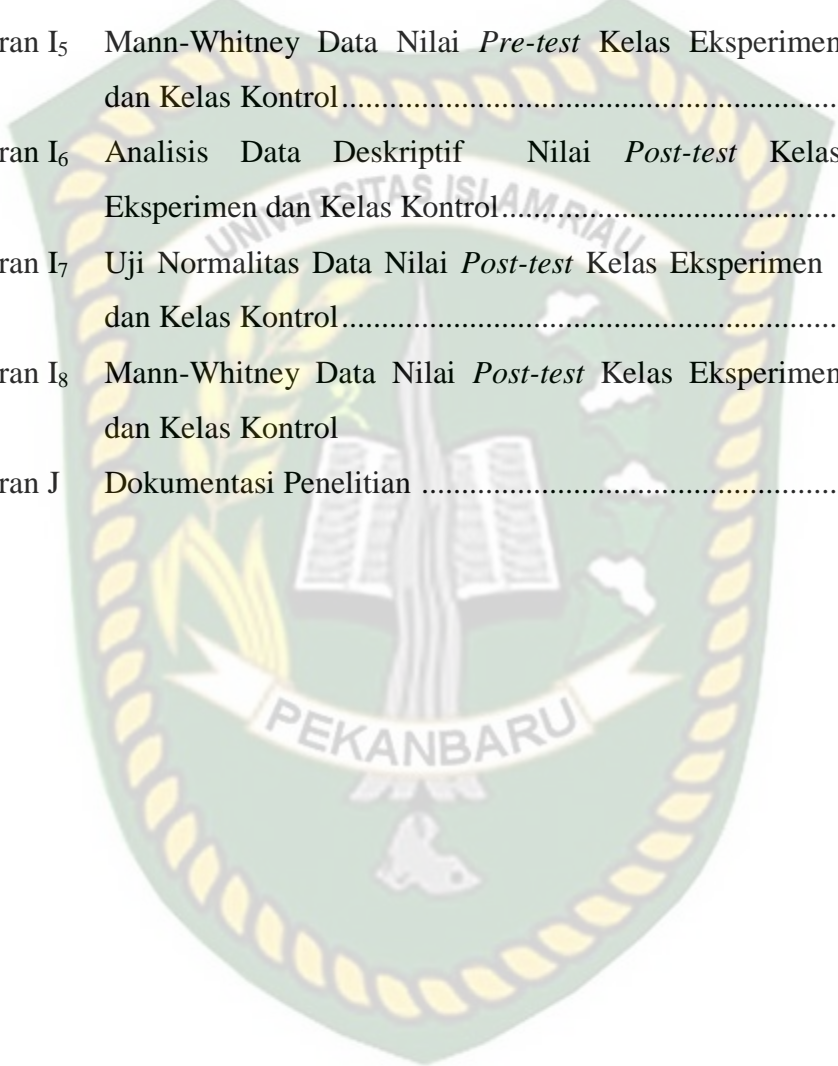 ran I₅ Mann-Whitney Data Nilai Pre-test Kelas Eksperimen
dan Kelas Kontrol..............................................................
ran I₆ Analisis Data Deskriptif Nilai Post-test Kelas
Eksperimen dan Kelas Kontrol..........................................
ran I₇ Uji Normalitas Data Nilai Post-test Kelas Eksperimen
dan Kelas Kontrol..............................................................
ran I₈ Mann-Whitney Data Nilai Post-test Kelas Eksperimen
dan Kelas Kontrol
ran J Dokumentasi Penelitian ....................................................
UNIVERSITAS ISLAM RIAU
PEKANBARU